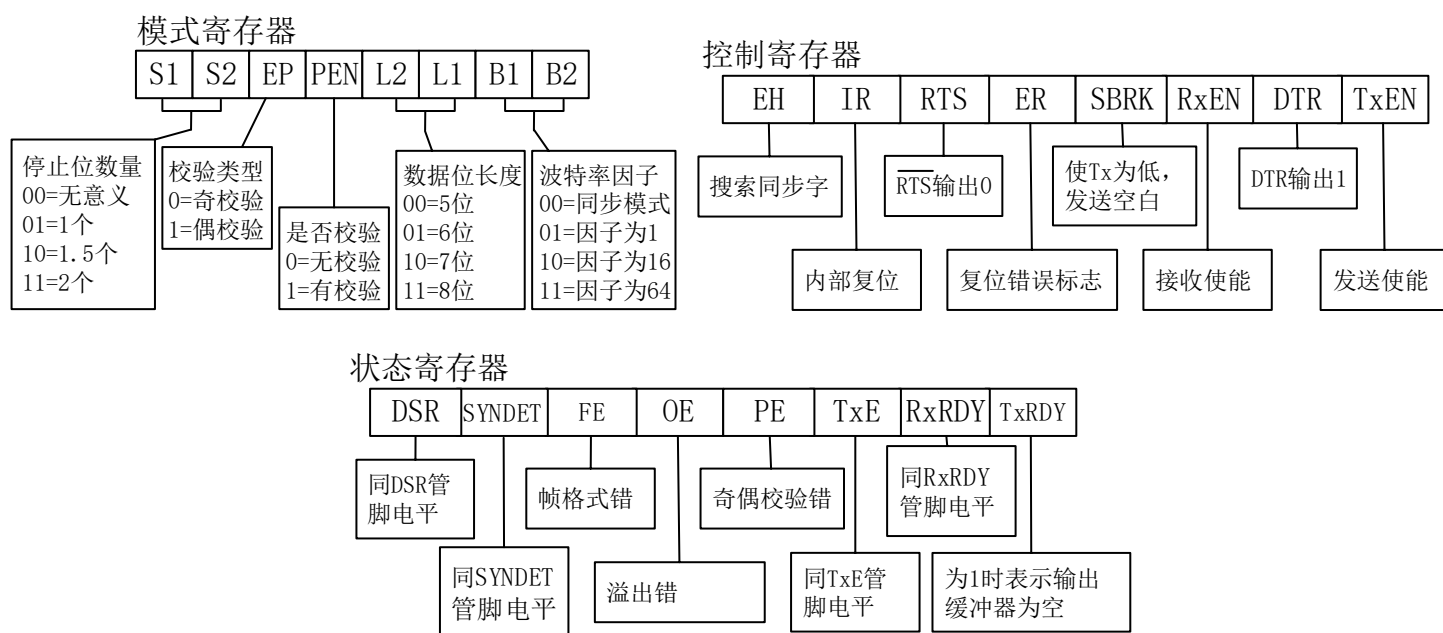 模式寄存器
S1 S2 EP PEN L2 L1 B1 B2
停止位数量
00=无意义
01=1个
10=1.5个
11=2个
校验类型
0=奇校验
1=偶校验
是否校验
0=无校验
1=有校验
数据位长度
00=5位
01=6位
10=7位
11=8位
波特率因子
00=同步模式
01=因子为1
10=因子为16
11=因子为64
控制寄存器
EH IR RTS ER SBRK RxEN DTR TxEN
搜索同步字
内部复位
RTS输出0
复位错误标志
使Tx为低，
发送空白
接收使能
DTR输出1
发送使能
状态寄存器
DSR SYNDET FE OE PE TxE RxRDY TxRDY
同DSR管
脚电平
同SYNDET
管脚电平
帧格式错
溢出错
奇偶校验错
同TxE管
脚电平
同RxRDY
管脚电平
为1时表示输出
缓冲器为空